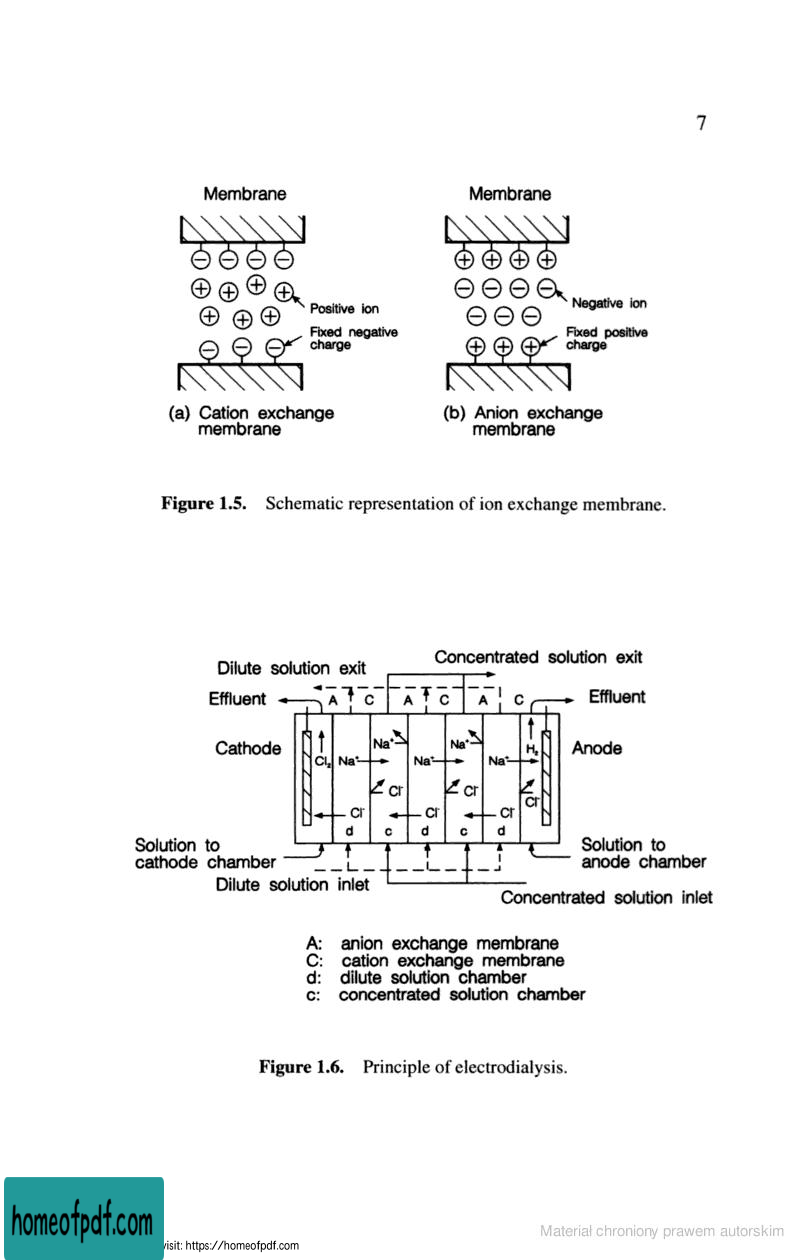 7
Membrane
Membrane
Positive ion
Fixed negative
charge
Negative ion
Fixed positive
charge
(a) Cation exchange
membrane
(b) Anion exchange
membrane
Figure 1.5. Schematic representation of ion exchange membrane.
Dilute solution exit
Concentrated solution exit
Effluent
A C A C A C
Effluent
Cathode
Na⁺ Na⁺ H₂
Anode
Cl₂ Na⁺ Na⁺ Na⁺
Cl⁻ Cl⁻ Cl⁻
Cl⁻ Cl⁻ Cl⁻
d c d c d
Solution to
cathode chamber
Solution to
anode chamber
Dilute solution inlet
Concentrated solution inlet
A: anion exchange membrane
C: cation exchange membrane
d: dilute solution chamber
c: concentrated solution chamber
Figure 1.6. Principle of electrodialysis.
homeofpdf.com
visit: https://homeofpdf.com
Materiał chroniony prawem autorskim